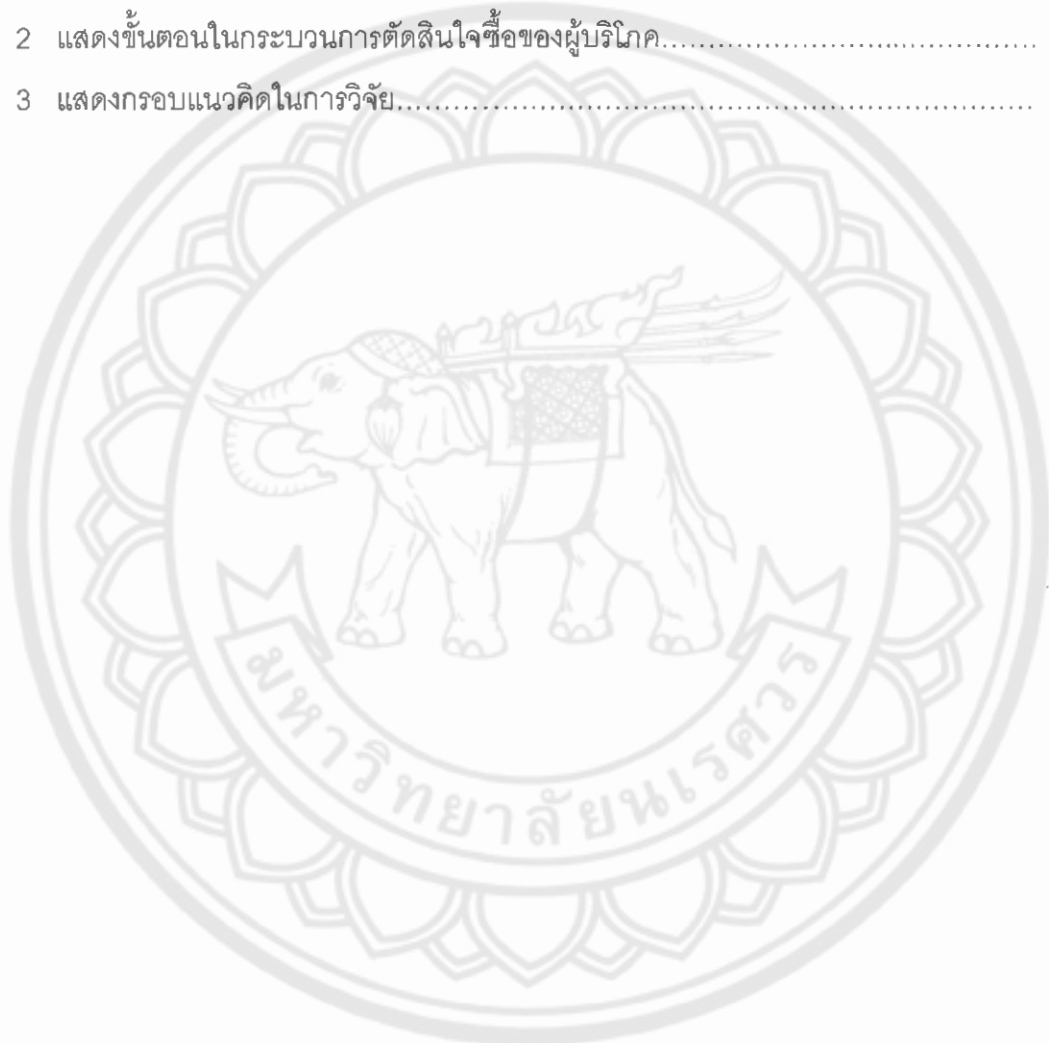 2 แสดงขั้นตอนในกระบวนการตัดสินใจซื้อของผู้บริโภค........................................
3 แสดงกรอบแนวคิดในการวิจัย......................................................................
มหาวิทยาลัยนเรศวร